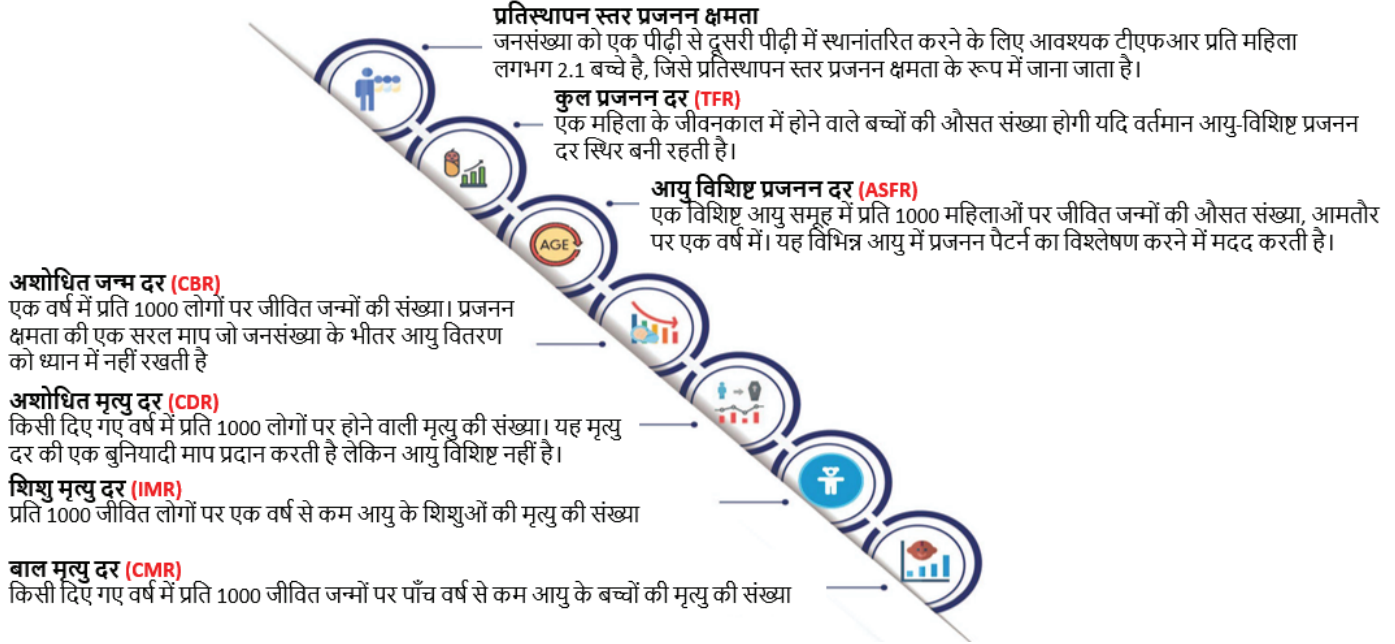 प्रतिस्थापन स्तर प्रजनन क्षमता
जनसंख्या को एक पीढ़ी से दूसरी पीढ़ी में स्थानांतरित करने के लिए आवश्यक टीएफआर प्रति महिला
लगभग 2.1 बच्चे है, जिसे प्रतिस्थापन स्तर प्रजनन क्षमता के रूप में जाना जाता है।
कुल प्रजनन दर (TFR)
एक महिला के जीवनकाल में होने वाले बच्चों की औसत संख्या होगी यदि वर्तमान आयु-विशिष्ट प्रजनन
दर स्थिर बनी रहती है।
आयु विशिष्ट प्रजनन दर (ASFR)
एक विशिष्ट आयु समूह में प्रति 1000 महिलाओं पर जीवित जन्मों की औसत संख्या, आमतौर
पर एक वर्ष में। यह विभिन्न आयु में प्रजनन पैटर्न का विश्लेषण करने में मदद करती है।
AGE
अशोधित जन्म दर (CBR)
एक वर्ष में प्रति 1000 लोगों पर जीवित जन्मों की संख्या। प्रजनन
क्षमता की एक सरल माप जो जनसंख्या के भीतर आयु वितरण
को ध्यान में नहीं रखती है
अशोधित मृत्यु दर (CDR)
किसी दिए गए वर्ष में प्रति 1000 लोगों पर होने वाली मृत्यु की संख्या। यह मृत्यु
दर की एक बुनियादी माप प्रदान करती है लेकिन आयु विशिष्ट नहीं है।
शिशु मृत्यु दर (IMR)
प्रति 1000 जीवित लोगों पर एक वर्ष से कम आयु के शिशुओं की मृत्यु की संख्या
बाल मृत्यु दर (CMR)
किसी दिए गए वर्ष में प्रति 1000 जीवित जन्मों पर पाँच वर्ष से कम आयु के बच्चों की मृत्यु की संख्या